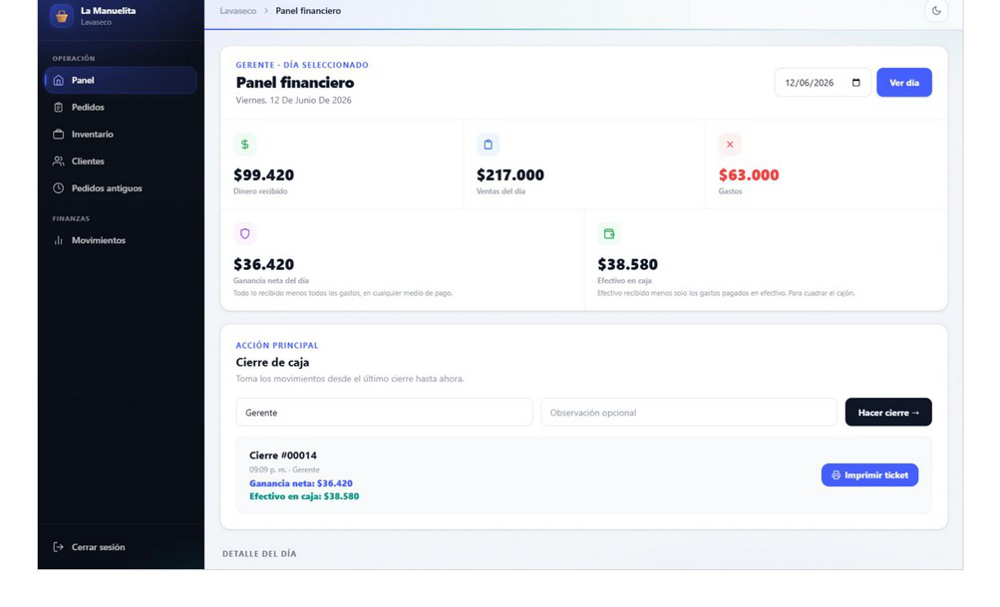 La Manuelita
Lavaseco
OPERACIÓN
Panel
Pedidos
Inventario
Clientes
Pedidos antiguos
FINANZAS
Movimientos
Cerrar sesión
Lavaseco > Panel financiero
GERENTE · DÍA SELECCIONADO
Panel financiero
Viernes, 12 De Junio De 2026
12/06/2026
Ver día
$99.420
Dinero recibido
$217.000
Ventas del día
$63.000
Gastos
$36.420
Ganancia neta del día
Todo lo recibido menos todos los gastos, en cualquier medio de pago.
$38.580
Efectivo en caja
Efectivo recibido menos solo los gastos pagados en efectivo. Para cuadrar el cajón.
ACCIÓN PRINCIPAL
Cierre de caja
Toma los movimientos desde el último cierre hasta ahora.
Gerente
Observación opcional
Hacer cierre →
Cierre #00014
09:09 p. m. · Gerente
Ganancia neta: $36.420
Efectivo en caja: $38.580
Imprimir ticket
DETALLE DEL DÍA